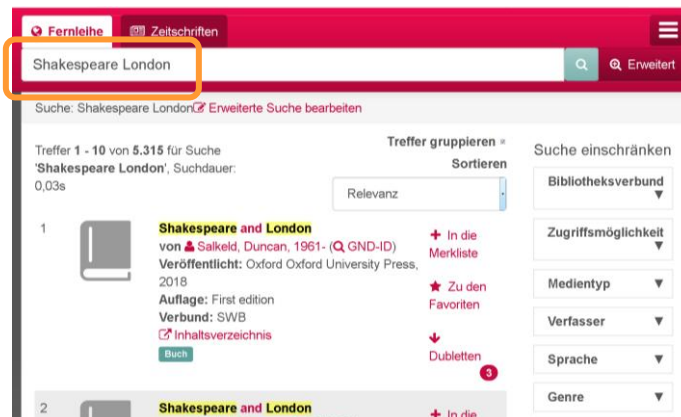 Fernleihe
Zeitschriften
Shakespeare London
Erweitert
Suche: Shakespeare London Erweiterte Suche bearbeiten
Treffer 1 - 10 von 5.315 für Suche
'Shakespeare London', Suchdauer:
0,03s
Treffer gruppieren
Sortieren
Relevanz
1
Shakespeare and London
von Salkeld, Duncan, 1961- (GND-ID)
Veröffentlicht: Oxford Oxford University Press,
2018
Auflage: First edition
Verbund: SWB
Inhaltsverzeichnis
Buch
In die
Merkliste
Zu den
Favoriten
Dubletten
3
2
Shakespeare and London
In die
Suche einschränken
Bibliotheksverbund
Zugriffsmöglichkeit
Medientyp
Verfasser
Sprache
Genre